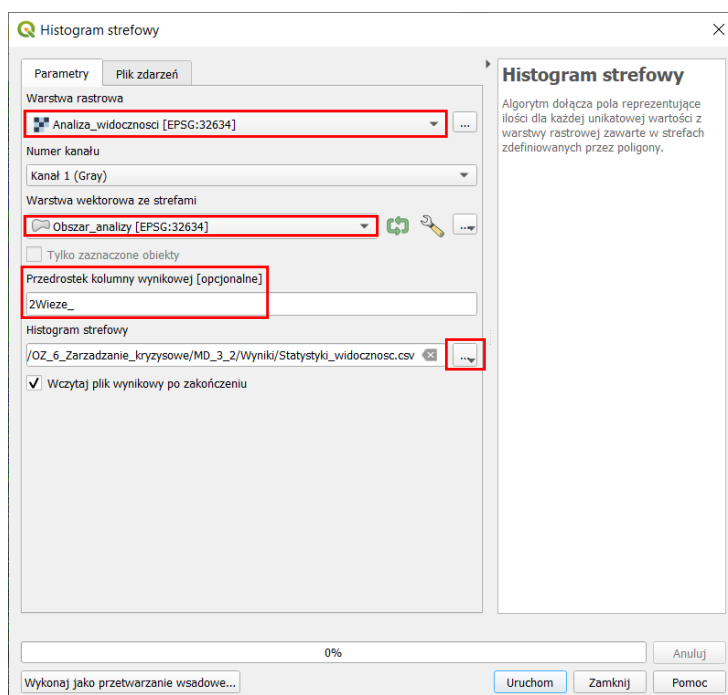 Histogram strefowy
Parametry
Plik zdarzeń
Warstwa rastrowa
Analiza_widocznosci [EPSG:32634]
...
Numer kanału
Kanał 1 (Gray)
Warstwa wektorowa ze strefami
Obszar_analizy [EPSG:32634]
...
Tylko zaznaczone obiekty
Przedrostek kolumny wynikowej [opcjonalne]
2Wieze_
Histogram strefowy
/OZ_6_Zarzadzanie_kryzysowe/MD_3_2/Wyniki/Statystyki_widocznosc.csv
...
Wczytaj plik wynikowy po zakończeniu
Histogram strefowy
Algorytm dołącza pola reprezentujące
ilości dla każdej unikatowej wartości z
warstwy rastrowej zawarte w strefach
zdefiniowanych przez poligony.
0%
Anuluj
Wykonaj jako przetwarzanie wsadowe...
Uruchom
Zamknij
Pomoc